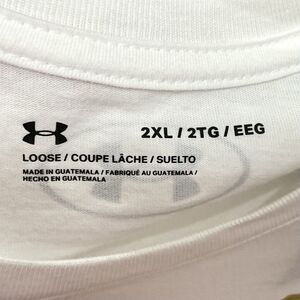 2XL / 2TG / EEG
LOOSE / COUPE LÂCHE / SUELTO
MADE IN GUATEMALA / FABRIQUÉ AU GUATEMALA /
HECHO EN GUATEMALA